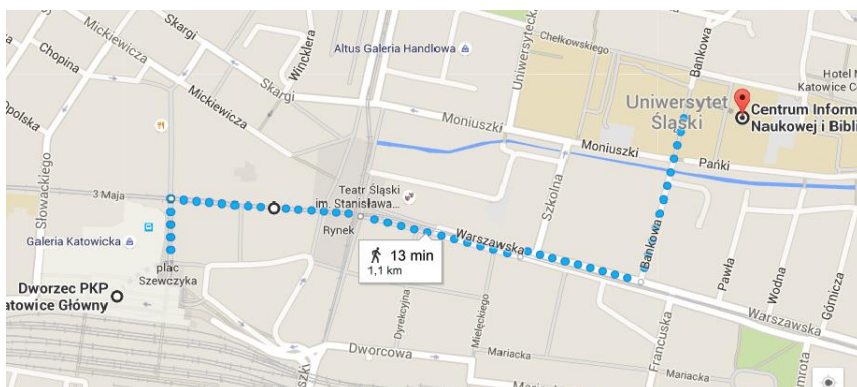 Chopina
Mickiewicza
Skargi
Wincklera
Altus Galeria Handlowa
Uniwersytecka
Chełkowskiego
Bankowa
Hotel M
Katowice Co
Opolska
Mickiewicza
Skargi
Moniuszki
Uniwersytet
Śląski
Centrum Inform
Naukowej i Bibli
Słowackiego
3 Maja
Teatr Śląski
im. Stanisława...
Rynek
Szkolna
Moniuszki
Pańki
Galeria Katowicka
plac
Szewczyka
Warszawska
13 min
1,1 km
Bankowa
Pawła
Wodna
Górnicza
Dworzec PKP
atowice Główny
Dyrekcyjna
Mielęckiego
Francuska
Warszawska
Dworcowa
Mariacka
Mariacka